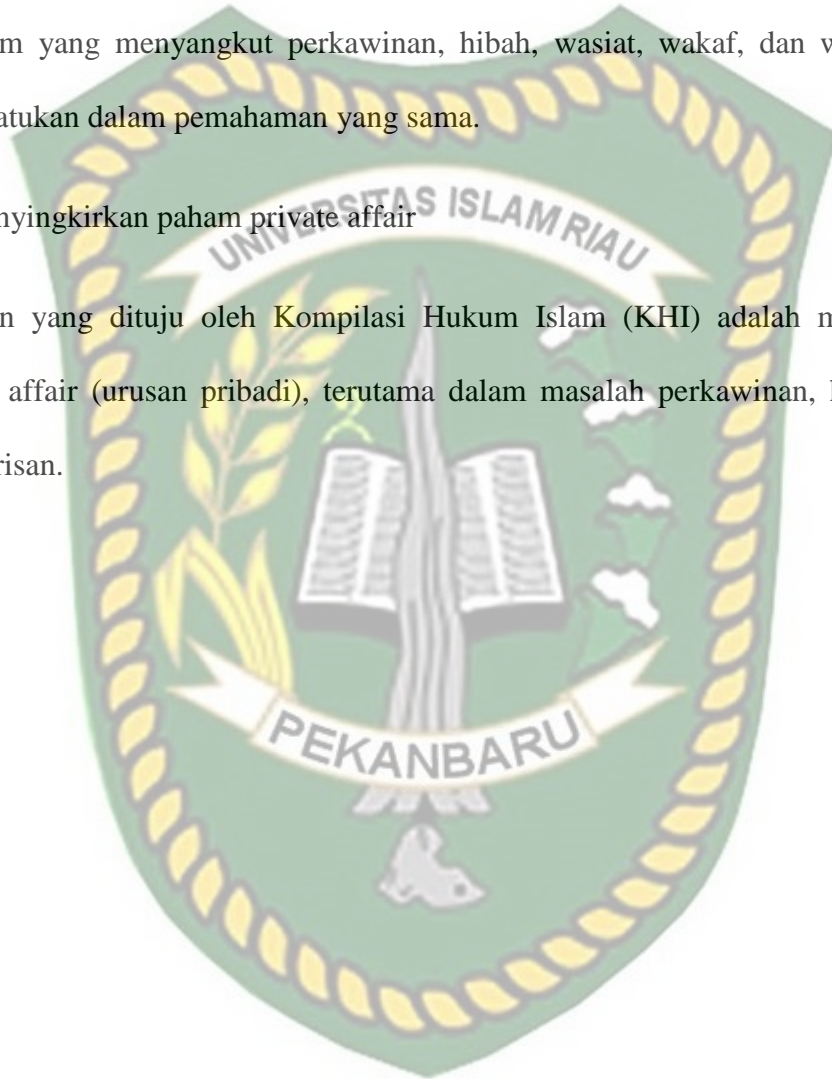 m yang menyangkut perkawinan, hibah, wasiat, wakaf, dan w
atukan dalam pemahaman yang sama.
nyingkirkan paham private affair
UNIVERSITAS ISLAM RIAU
n yang dituju oleh Kompilasi Hukum Islam (KHI) adalah m
affair (urusan pribadi), terutama dalam masalah perkawinan,
risan.
PEKANBARU